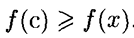 f(c) ⩾ f(x).